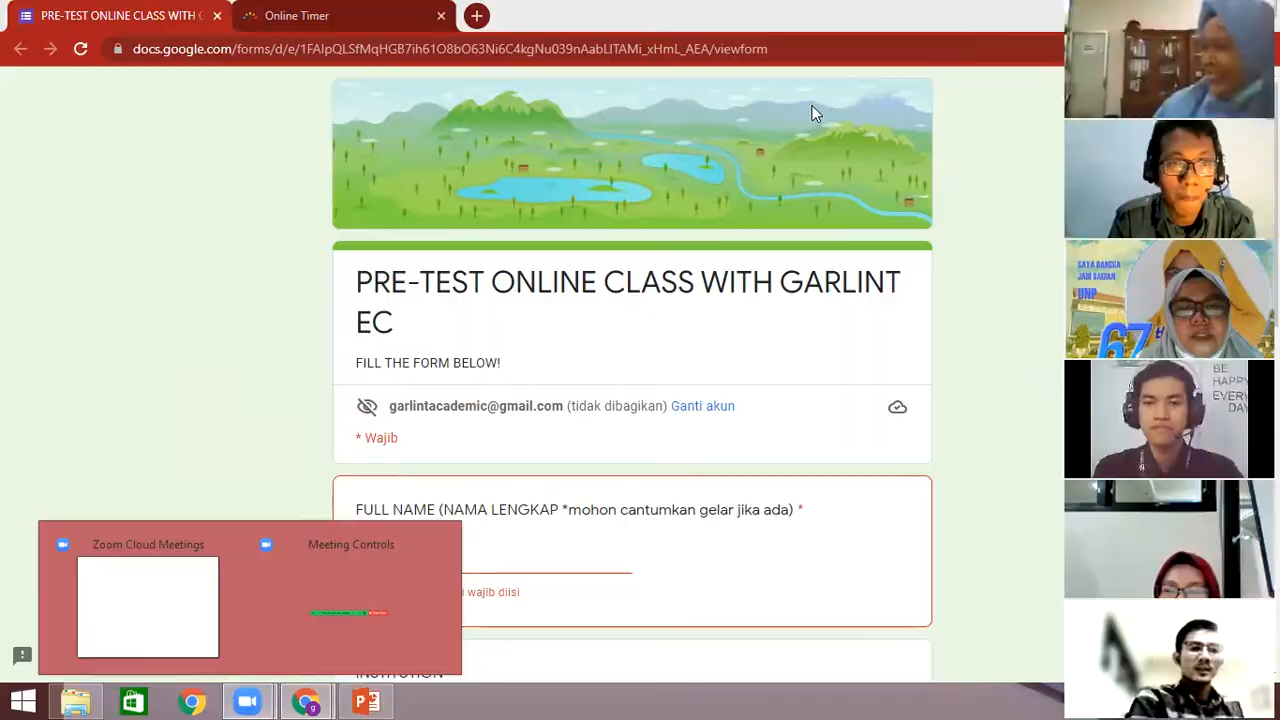 PRE-TEST ONLINE CLASS WITH G
Online Timer
docs.google.com/forms/d/e/1FAIpQLSfMqHGB7ih61O8bO63Ni6C4kgNu039nAabLlTAMi_xHmL_AEA/viewform
PRE-TEST ONLINE CLASS WITH GARLINT
EC
FILL THE FORM BELOW!
garlintacademic@gmail.com (tidak dibagikan) Ganti akun
* Wajib
FULL NAME (NAMA LENGKAP *mohon cantumkan gelar jika ada) *
i wajib diisi
INSTITUTION
Zoom Cloud Meetings
Meeting Controls
SAYA BANGGA
JADI BAGIAN
UNP
67
BE
HAPPY
EVERY
DAY